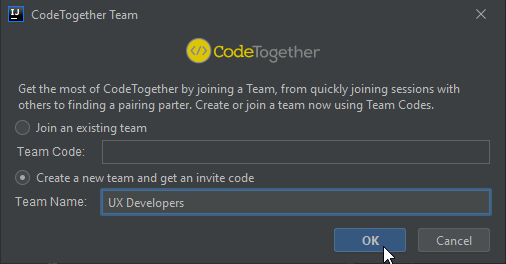 IJ CodeTogether Team
</> CodeTogether
Get the most of CodeTogether by joining a Team, from quickly joining sessions with
others to finding a pairing parter. Create or join a team now using Team Codes.
Join an existing team
Team Code:
Create a new team and get an invite code
Team Name: UX Developers
OK Cancel